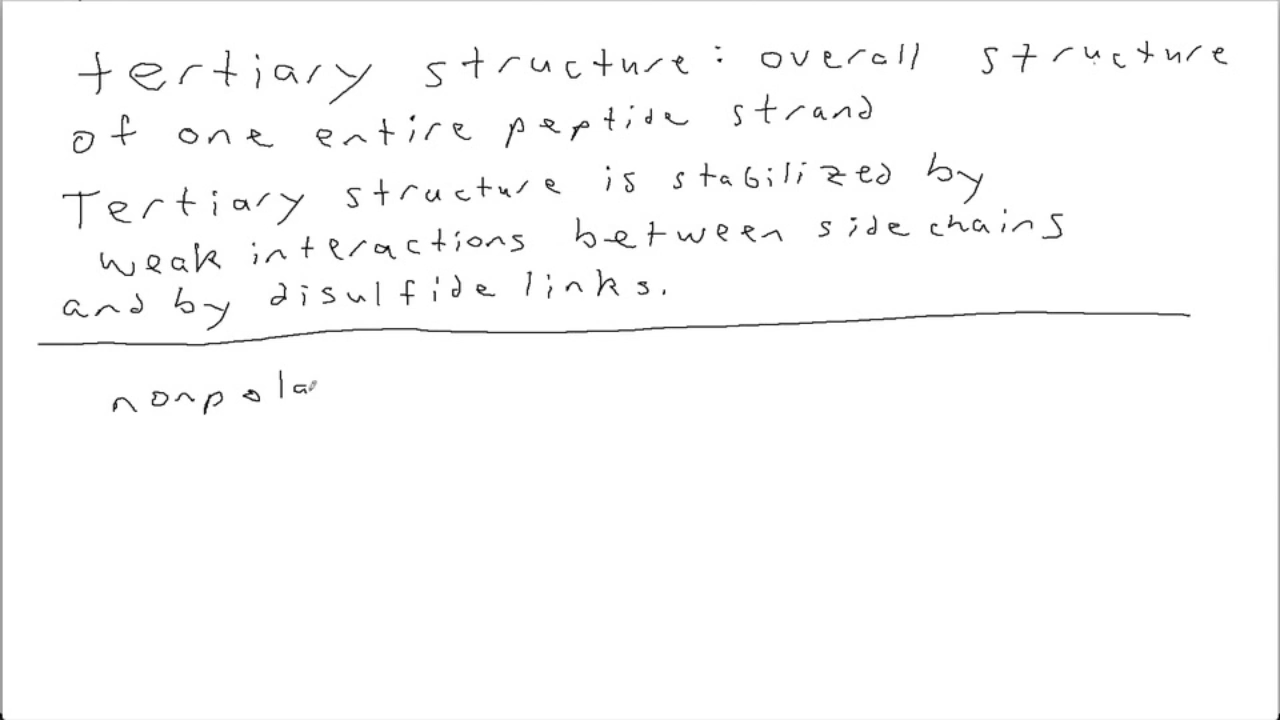 tertiary structure: overall structure
of one entire peptide strand
Tertiary structure is stabilized by
weak interactions between side chains
and by disulfide links.
nonpola